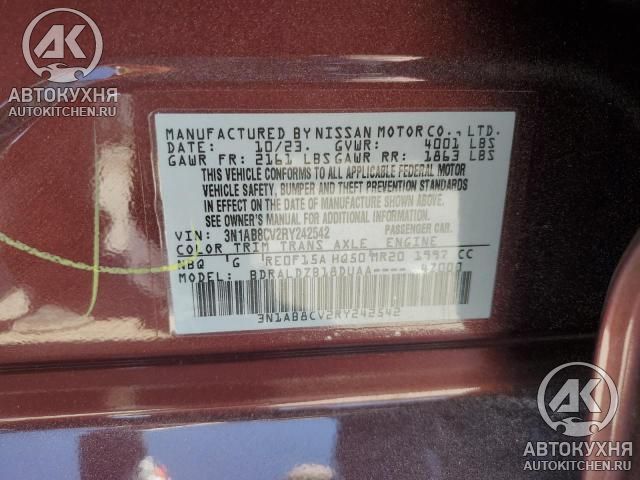 АК
АВТОКУХНЯ
AUTOKITCHEN.RU
MANUFACTURED BY NISSAN MOTOR CO., LTD.
DATE: 10/23. GVWR: 4001 LBS
GAWR FR: 2161 LBS GAWR RR: 1863 LBS
THIS VEHICLE CONFORMS TO ALL APPLICABLE FEDERAL MOTOR
VEHICLE SAFETY, BUMPER AND THEFT PREVENTION STANDARDS
IN EFFECT ON THE DATE OF MANUFACTURE SHOWN ABOVE.
SEE OWNER'S MANUAL FOR ADDITIONAL INFORMATION.
VIN: 3N1AB8CV2RY242542 PASSENGER CAR.
COLOR TRIM TRANS AXLE ENGINE
NBQ G RE0F15A HQ50 MR20 1997 CC
MODEL: BDRALDZB18DUAA----- 4Z00J
3N1AB8CV2RY242542
АК
АВТОКУХНЯ
AUTOKITCHEN.RU